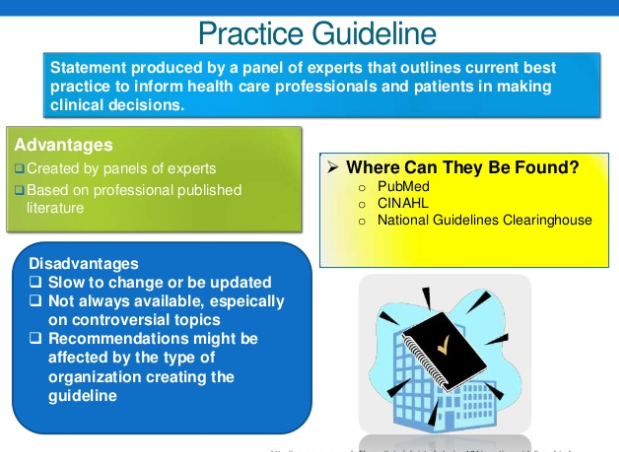 Practice Guideline
Statement produced by a panel of experts that outlines current best
practice to inform health care professionals and patients in making
clinical decisions.
Advantages
Created by panels of experts
Based on professional published
literature
Where Can They Be Found?
PubMed
CINAHL
National Guidelines Clearinghouse
Disadvantages
Slow to change or be updated
Not always available, espeically
on controversial topics
Recommendations might be
affected by the type of
organization creating the
guideline